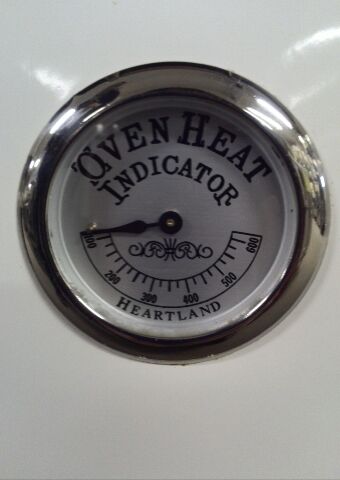 OVEN HEAT
INDICATOR
100 200 300 400 500 600
HEARTLAND